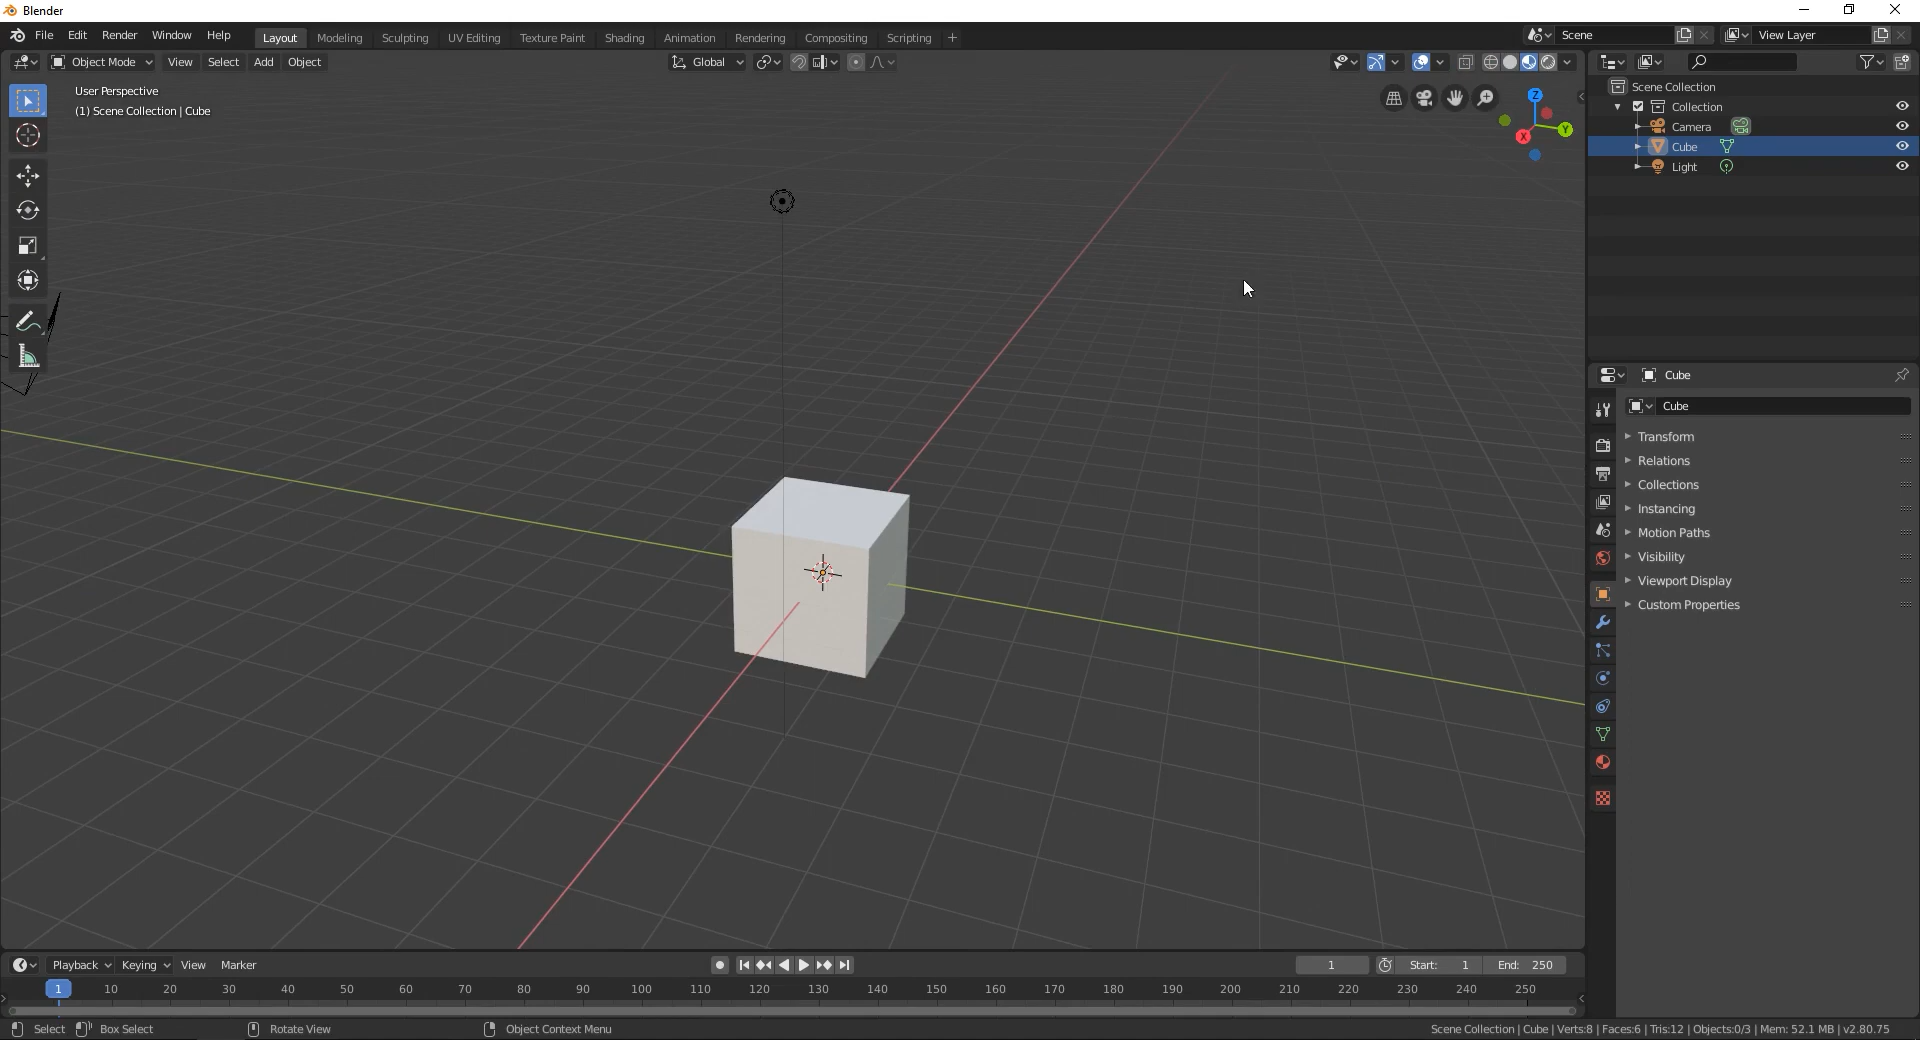 Blender
File Edit Render Window Help Layout Modeling Sculpting UV Editing Texture Paint Shading Animation Rendering Compositing Scripting + Scene View Layer
Object Mode View Select Add Object Global
User Perspective
(1) Scene Collection | Cube
Z
Y
X
Scene Collection
Collection
Camera
Cube
Light
Cube
Cube
Transform
Relations
Collections
Instancing
Motion Paths
Visibility
Viewport Display
Custom Properties
Playback Keying View Marker 1 Start: 1 End: 250
1 10 20 30 40 50 60 70 80 90 100 110 120 130 140 150 160 170 180 190 200 210 220 230 240 250
Select Box Select Rotate View Object Context Menu Scene Collection | Cube | Verts:8 | Faces:6 | Tris:12 | Objects:0/3 | Mem: 52.1 MB | v2.80.75